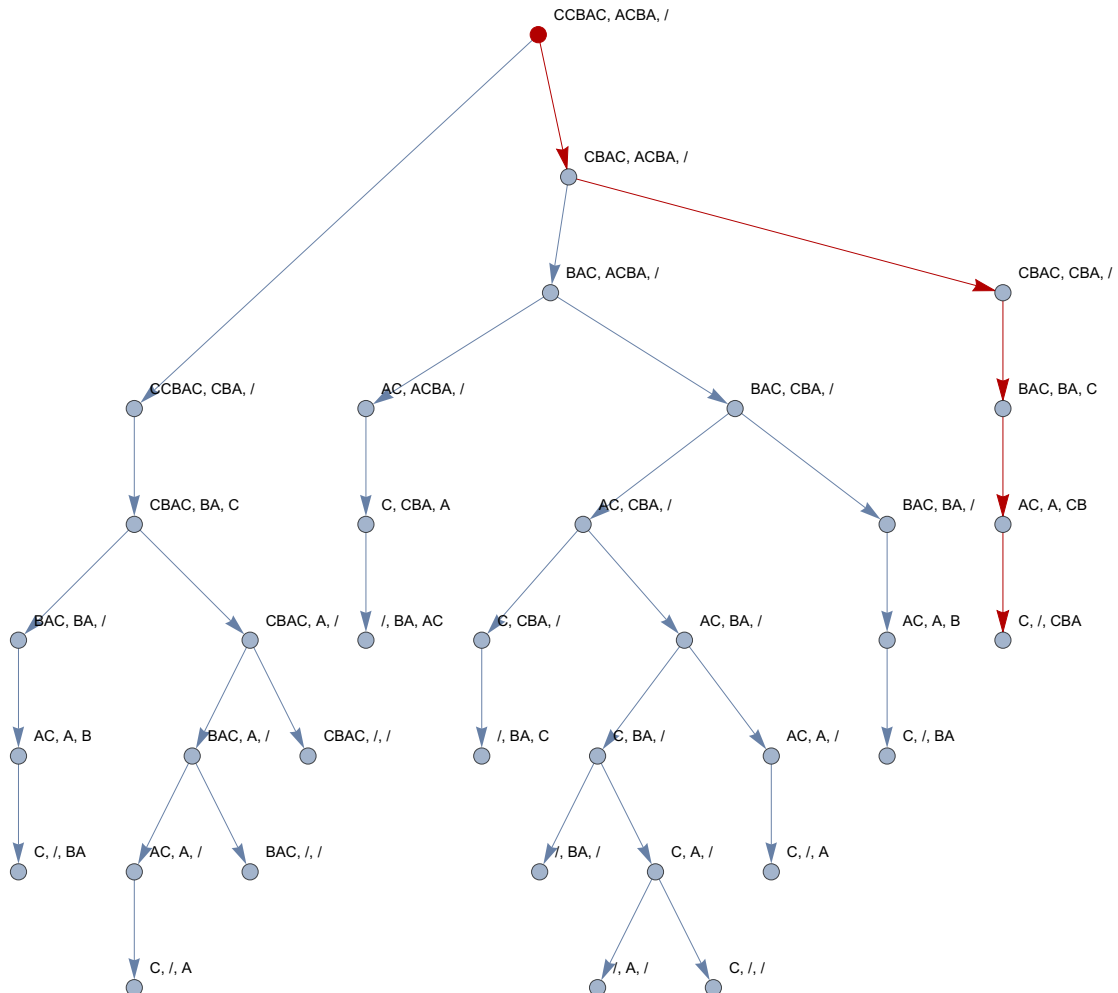 CCBAC, ACBA, /
CBAC, ACBA, /
BAC, ACBA, /
CBAC, CBA, /
CCBAC, CBA, /
AC, ACBA, /
BAC, CBA, /
BAC, BA, C
CBAC, BA, C
C, CBA, A
AC, CBA, /
BAC, BA, /
AC, A, CB
BAC, BA, /
CBAC, A, /
/, BA, AC
C, CBA, /
AC, BA, /
AC, A, B
C, /, CBA
AC, A, B
BAC, A, /
CBAC, /, /
/, BA, C
C, BA, /
AC, A, /
C, /, BA
C, /, BA
AC, A, /
BAC, /, /
/, BA, /
C, A, /
C, /, A
C, /, A
/, A, /
C, /, /